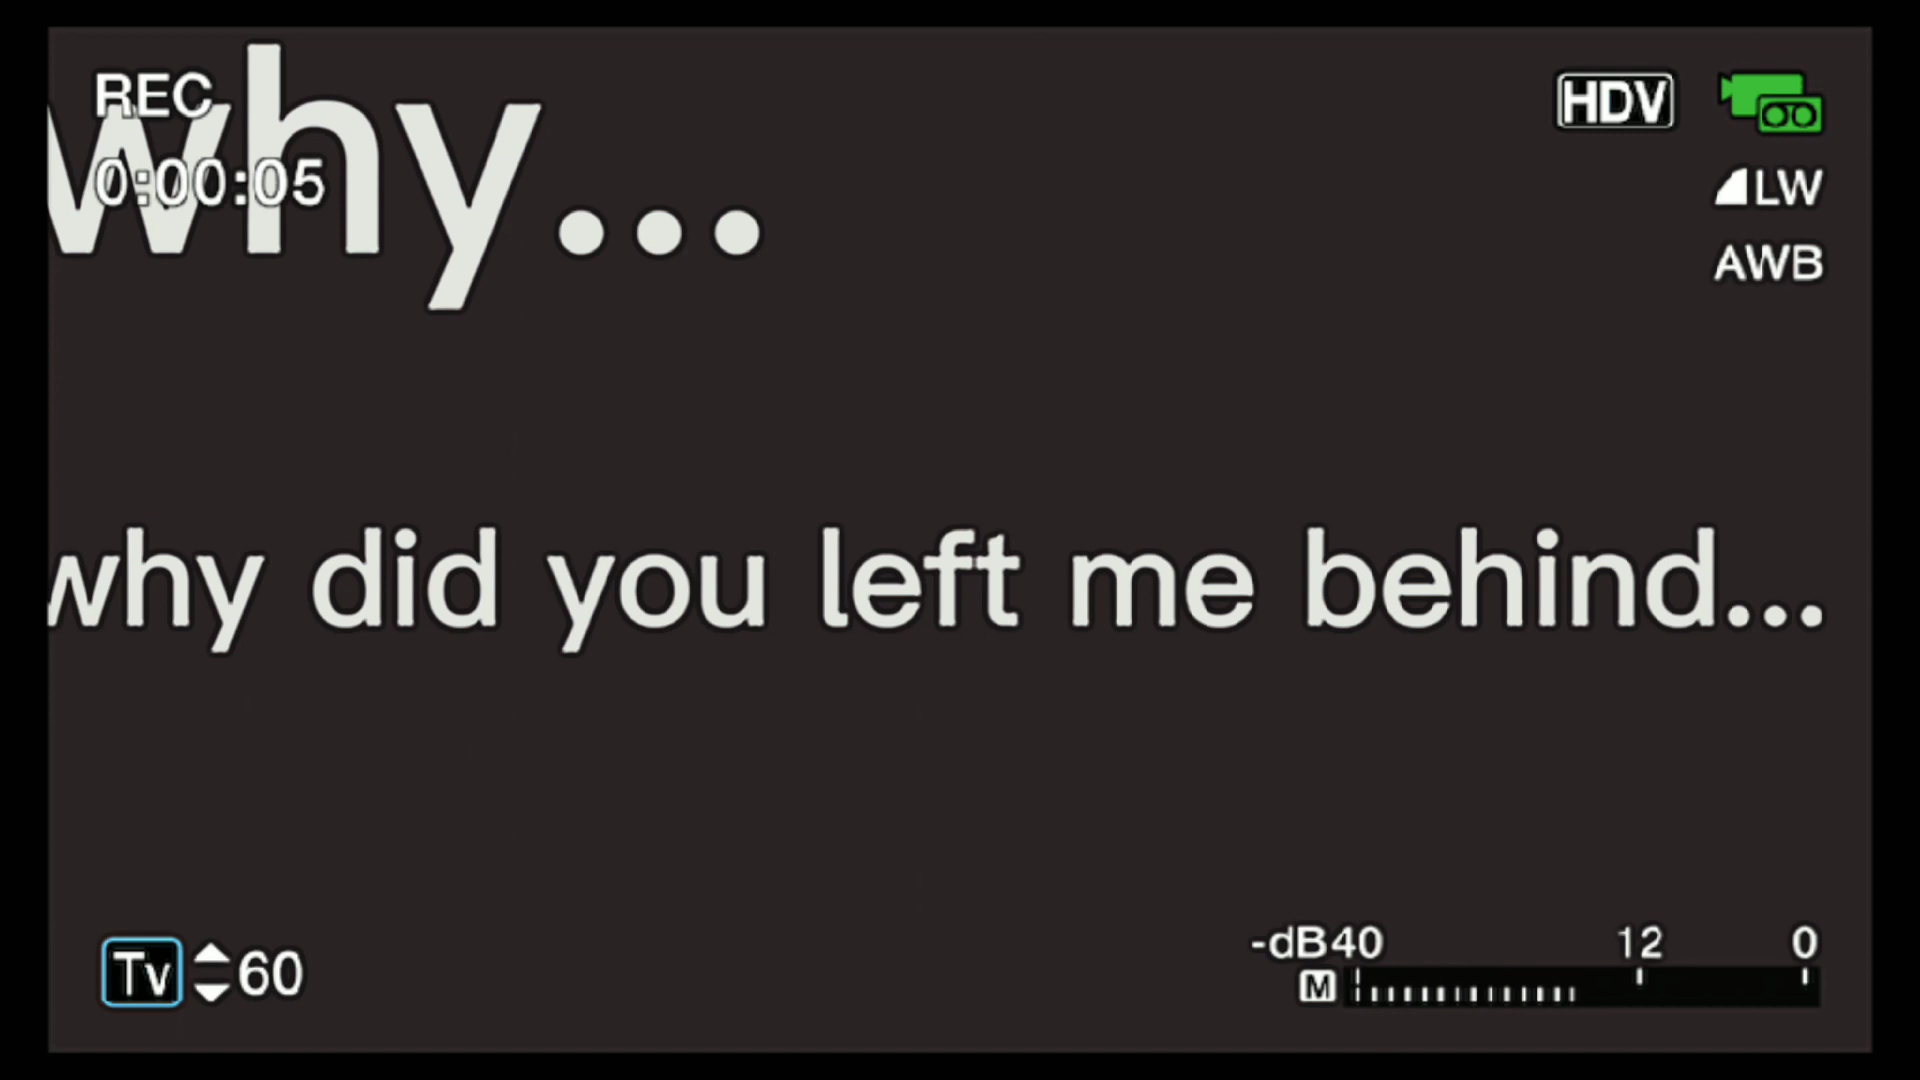 why...
REC
0:00:05
HDV
LW
AWB
why did you left me behind...
Tv 60
-dB40 12 0
M